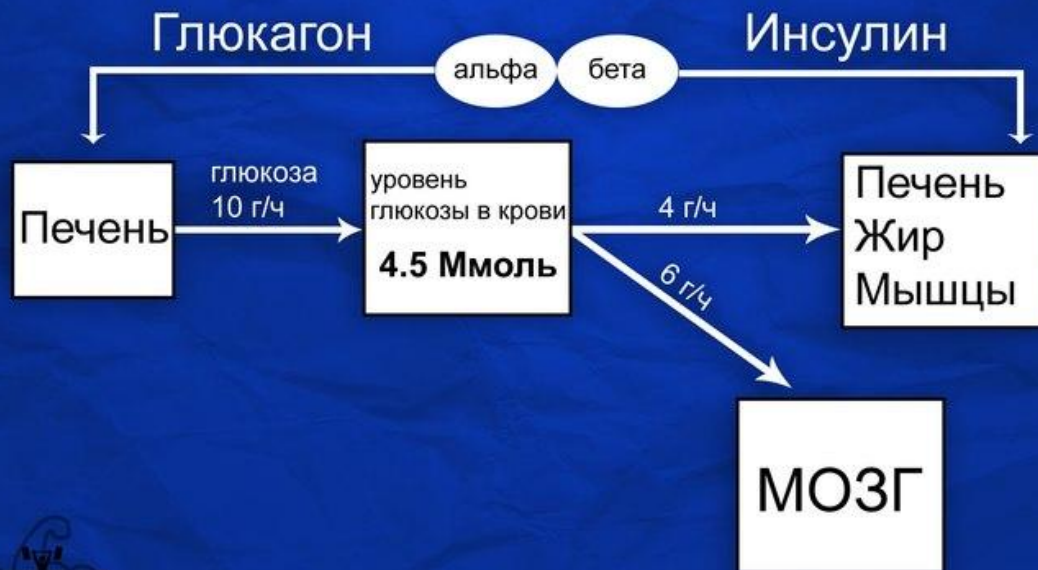 Глюкагон
Инсулин
альфа
бета
Печень
глюкоза
10 г/ч
уровень
глюкозы в крови
4.5 Ммоль
4 г/ч
6 г/ч
Печень
Жир
Мышцы
МОЗГ